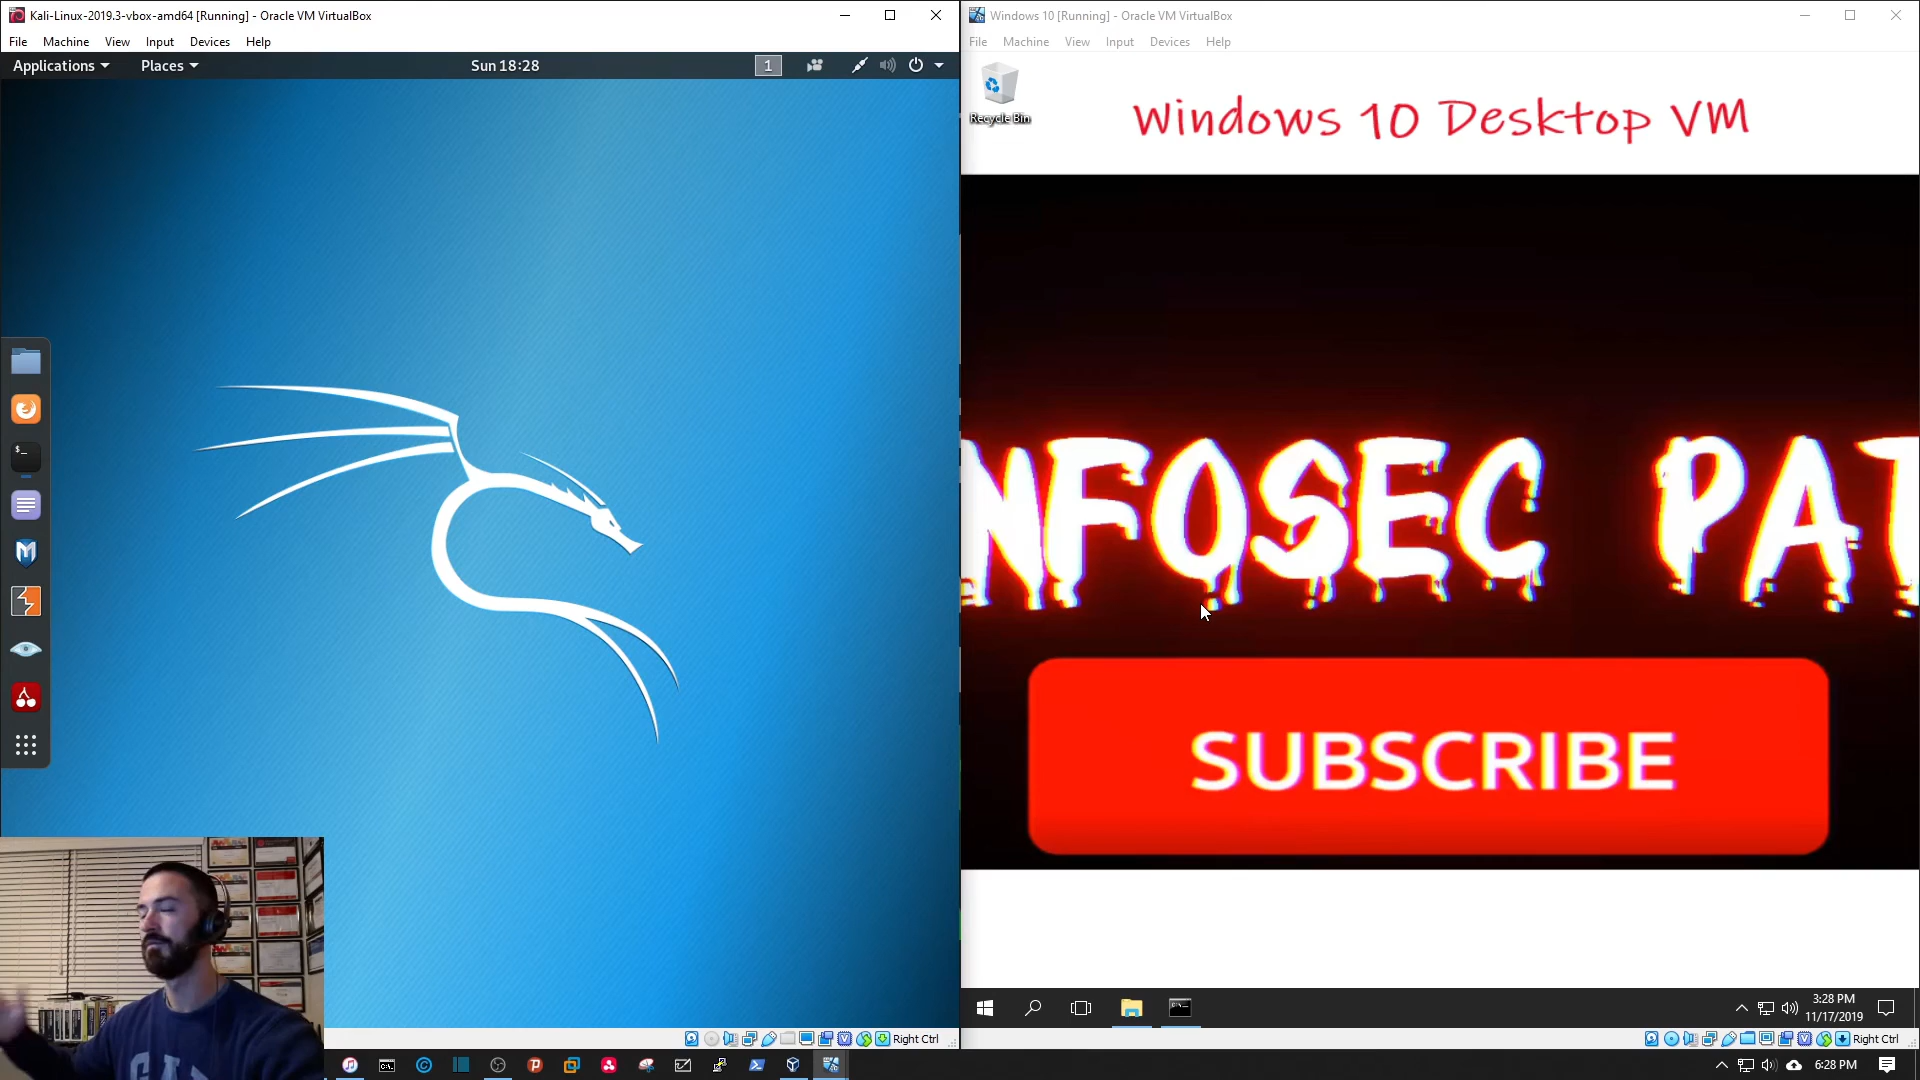 Kali-Linux-2019.3-vbox-amd64 [Running] - Oracle VM VirtualBox
File Machine View Input Devices Help
Applications Places Sun 18:28 1
Right Ctrl
Windows 10 [Running] - Oracle VM VirtualBox
File Machine View Input Devices Help
Recycle Bin
Windows 10 Desktop VM
NFOSEC PAT
SUBSCRIBE
3:28 PM
11/17/2019
Right Ctrl
6:28 PM